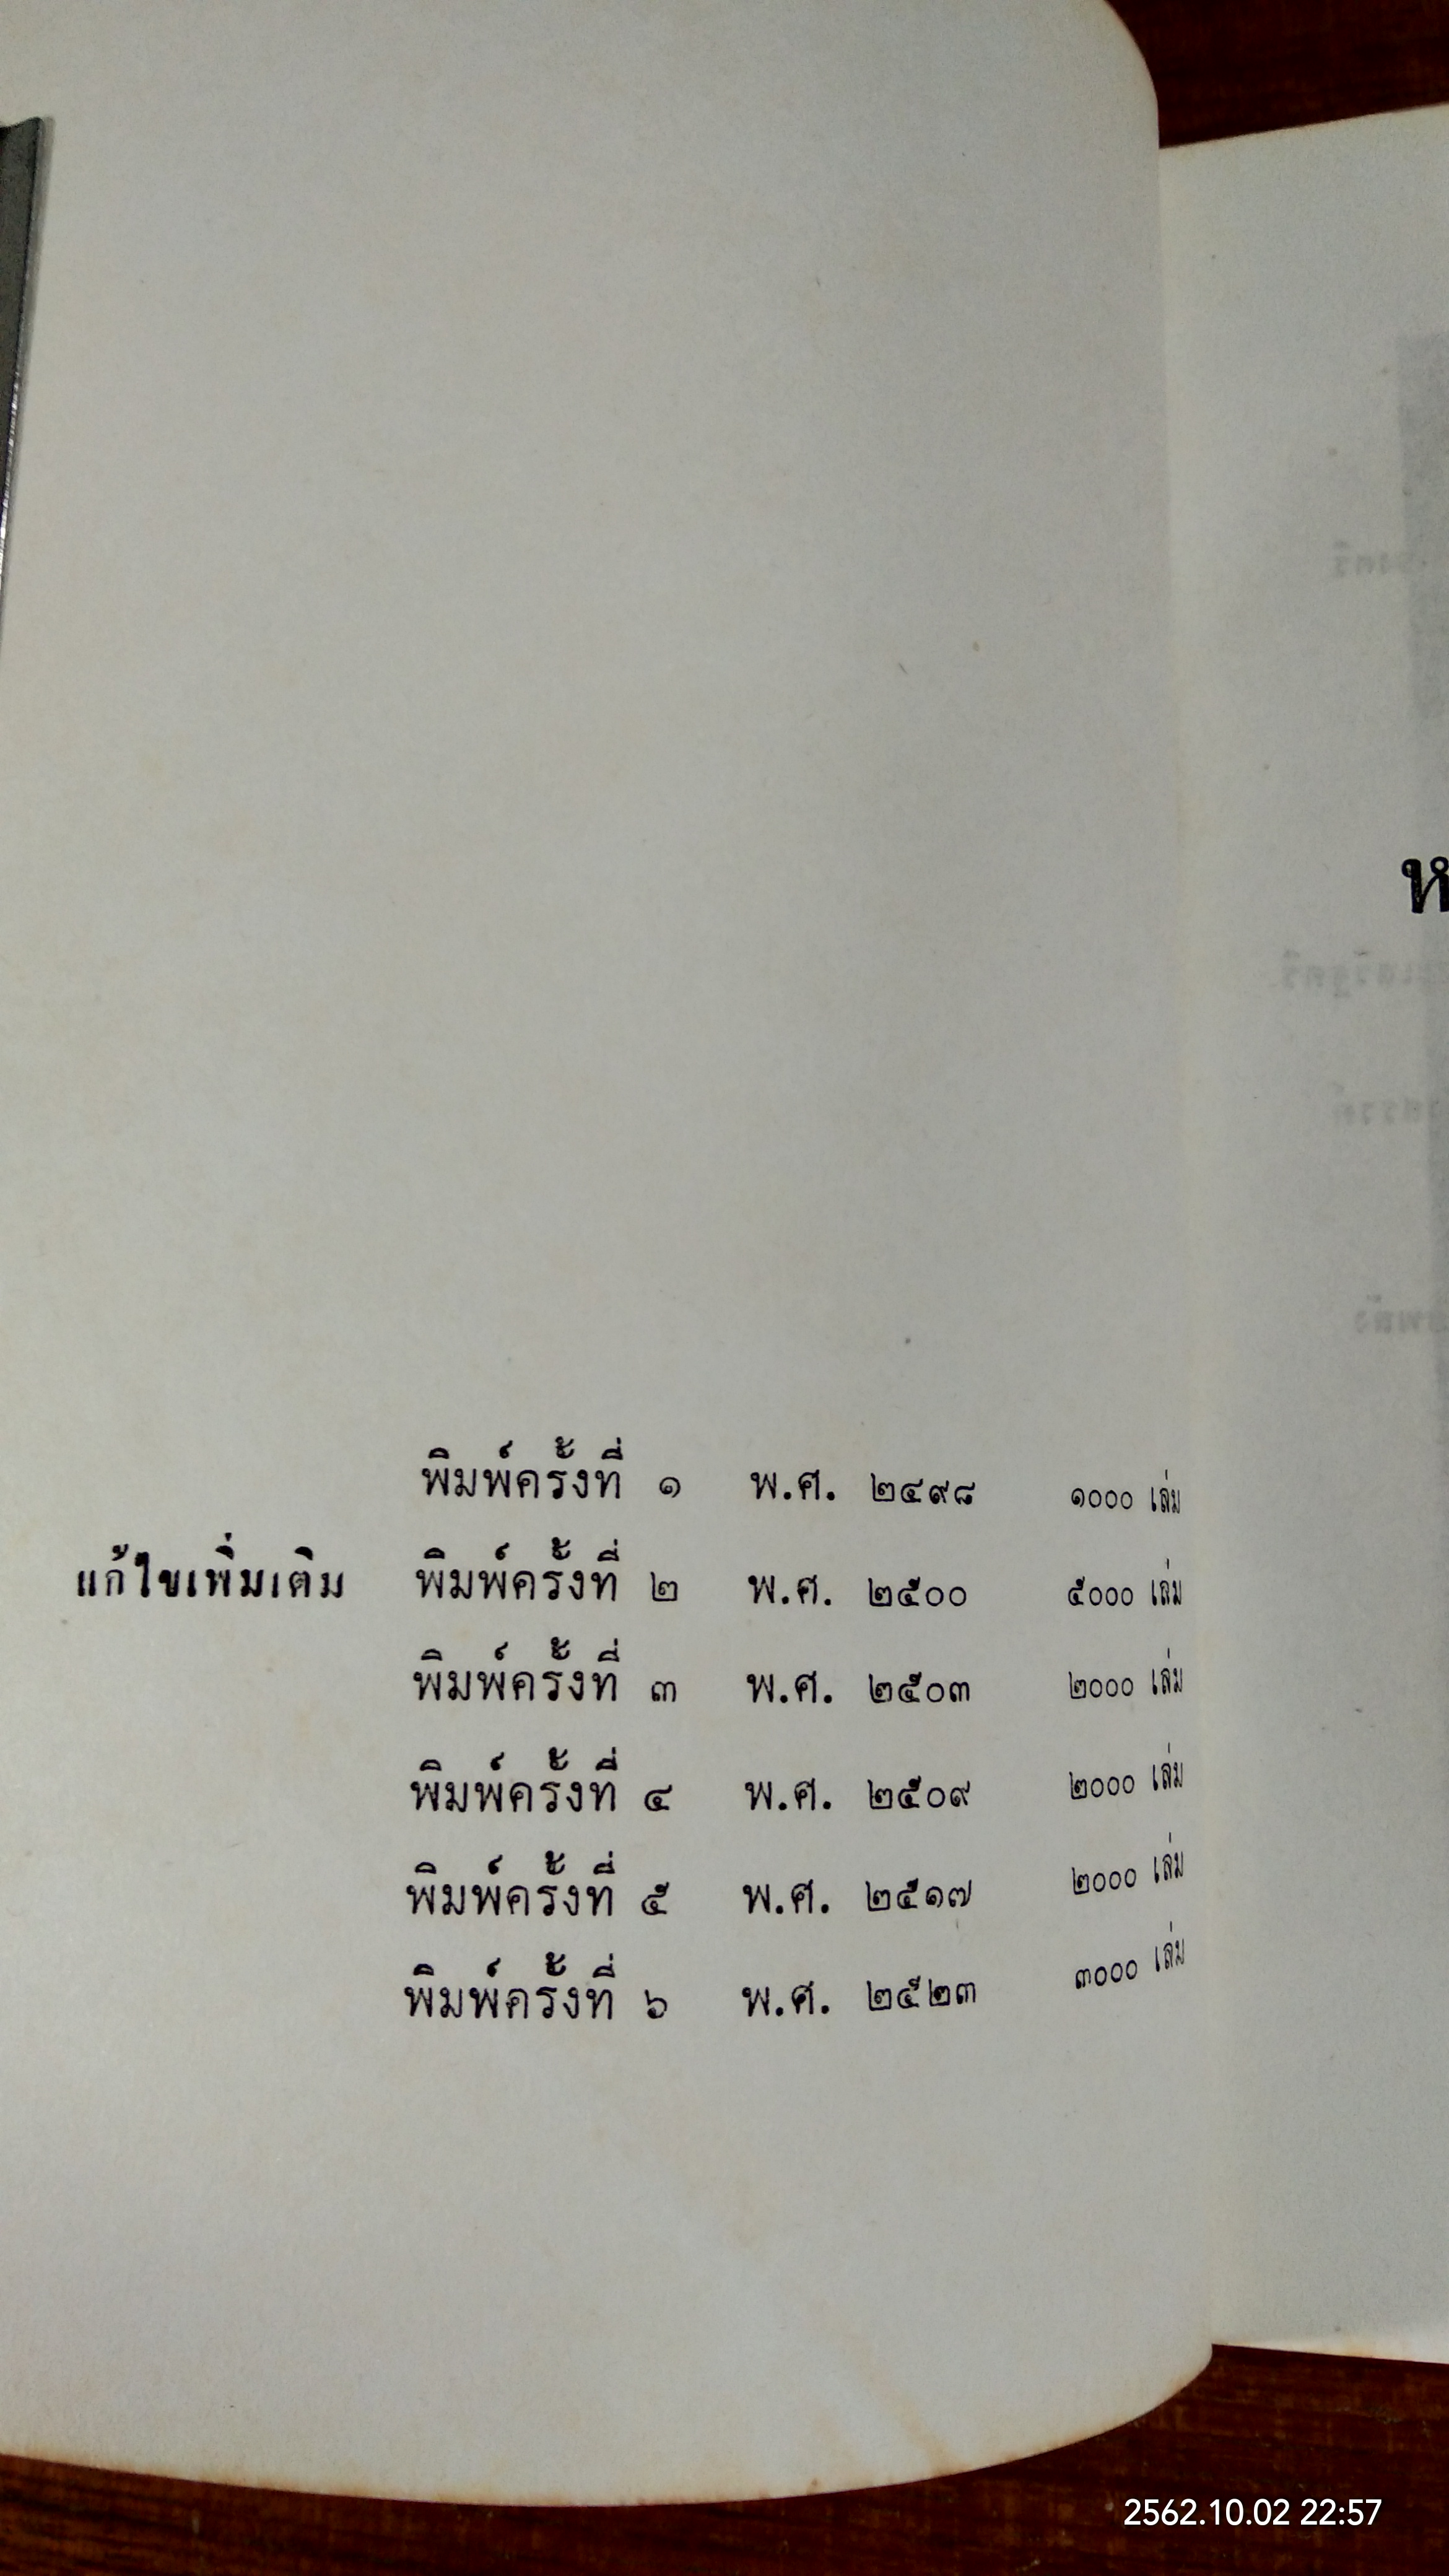 พิมพ์ครั้งที่ ๑ พ.ศ. ๒๔๙๘ ๑๐๐๐ เล่ม
แก้ไขเพิ่มเติม พิมพ์ครั้งที่ ๒ พ.ศ. ๒๕๐๐ ๕๐๐๐ เล่ม
พิมพ์ครั้งที่ ๓ พ.ศ. ๒๕๐๓ ๒๐๐๐ เล่ม
พิมพ์ครั้งที่ ๔ พ.ศ. ๒๕๐๙ ๒๐๐๐ เล่ม
พิมพ์ครั้งที่ ๕ พ.ศ. ๒๕๑๗ ๒๐๐๐ เล่ม
พิมพ์ครั้งที่ ๖ พ.ศ. ๒๕๒๓ ๓๐๐๐ เล่ม
2562.10.02 22:57